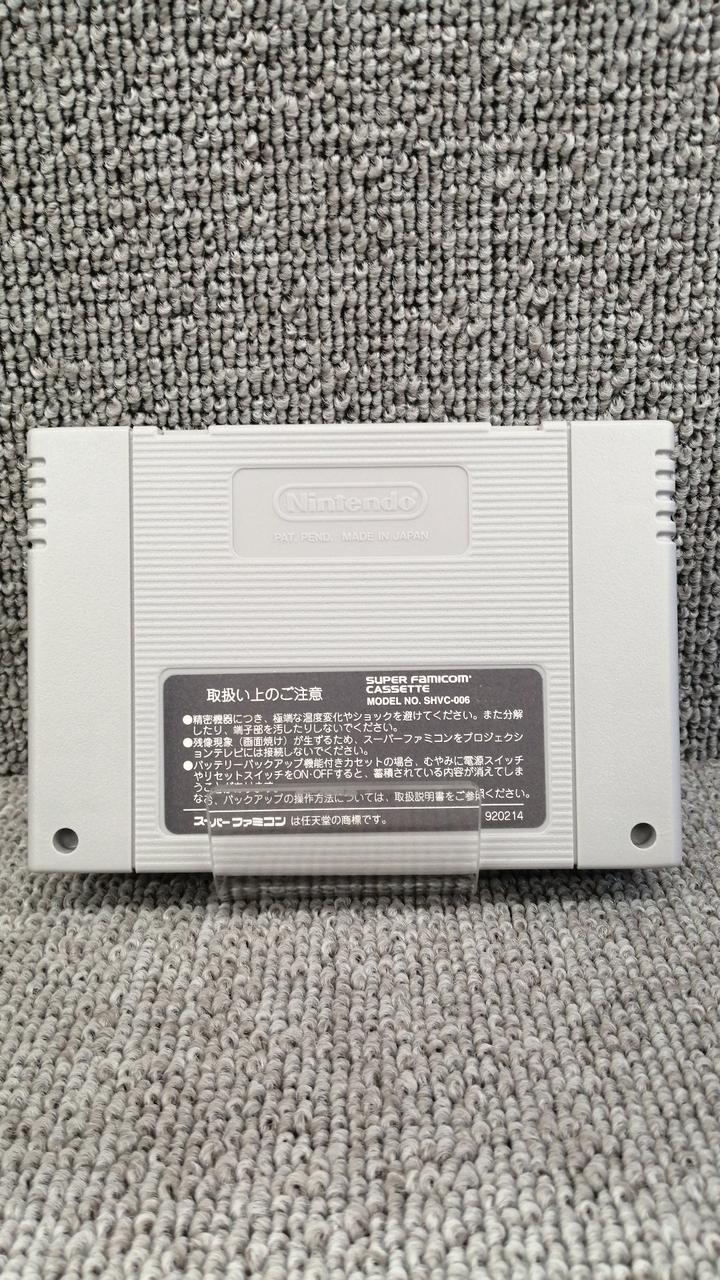 Nintendo
PAT. PEND. MADE IN JAPAN
取扱い上のご注意
SUPER FAMICOM
CASSETTE
MODEL NO. SHVC-006
●精密機器につき、極端な温度変化やショックを避けてください。また分解
したり、端子部を汚したりしないでください。
●残像現象（画面焼け）が生ずるため、スーパーファミコンをプロジェクシ
ョンテレビには接続しないでください。
●バッテリーバックアップ機能付きカセットの場合、むやみに電源スイッチ
やリセットスイッチをON・OFFすると、蓄積されている内容が消えてしま
なお、バックアップの操作方法については、取扱説明書をご参照ください。
スーパーファミコン は任天堂の商標です。
920214